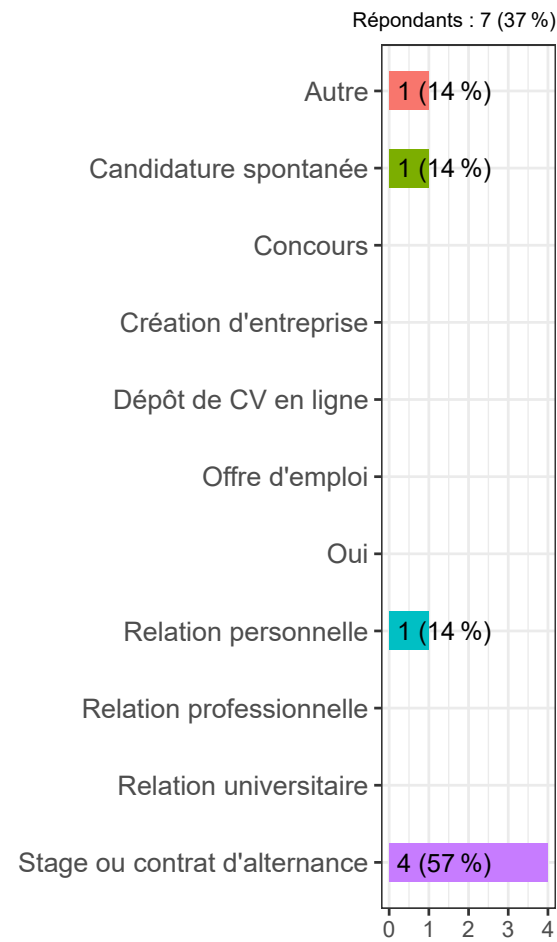 Répondants : 7 (37 %)
Autre 1 (14 %)
Candidature spontanée 1 (14 %)
Concours
Création d'entreprise
Dépôt de CV en ligne
Offre d'emploi
Oui
Relation personnelle 1 (14 %)
Relation professionnelle
Relation universitaire
Stage ou contrat d'alternance 4 (57 %)
0 1 2 3 4